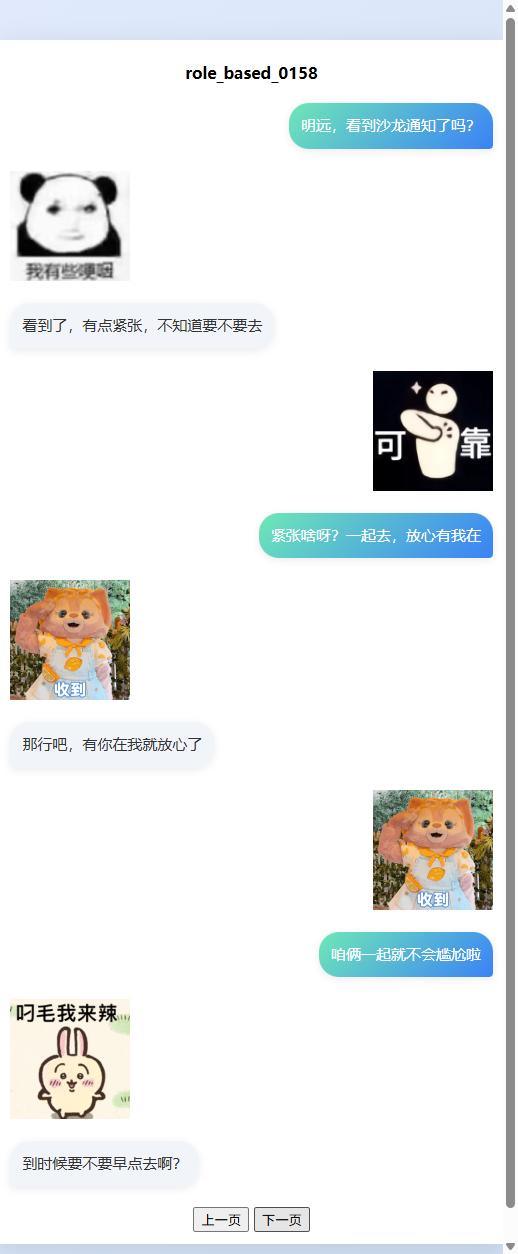 role_based_0158
明远，看到沙龙通知了吗？
我有些哽咽
看到了，有点紧张，不知道要不要去
可靠
紧张啥呀？一起去，放心有我在
收到
那行吧，有你在我就放心了
收到
咱俩一起就不会尴尬啦
叼毛我来辣
到时候要不要早点去啊？
上一页 下一页